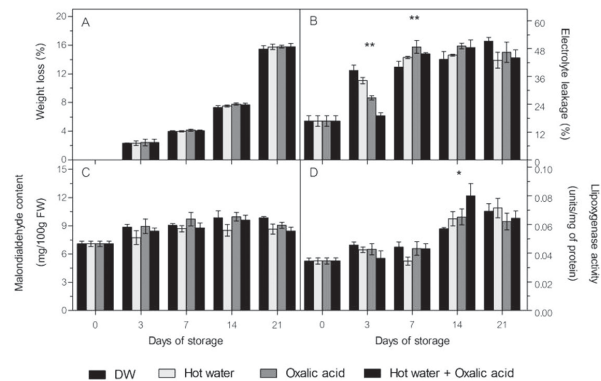 A
B
C
D
Weight loss (%)
20
16
12
8
4
0
**
**
60
48
36
24
12
0
Electrolyte
leakage (%)
Malondialdehyde content
(mg/100g FW)
15
12
9
6
3
0
*
0.10
0.08
0.06
0.04
0.02
0.00
Llipoxygenase activity
(units/mg of protein)
0 3 7 14 21
0 3 7 14 21
Days of storage
Days of storage
DW Hot water Oxalic acid Hot water + Oxalic acid